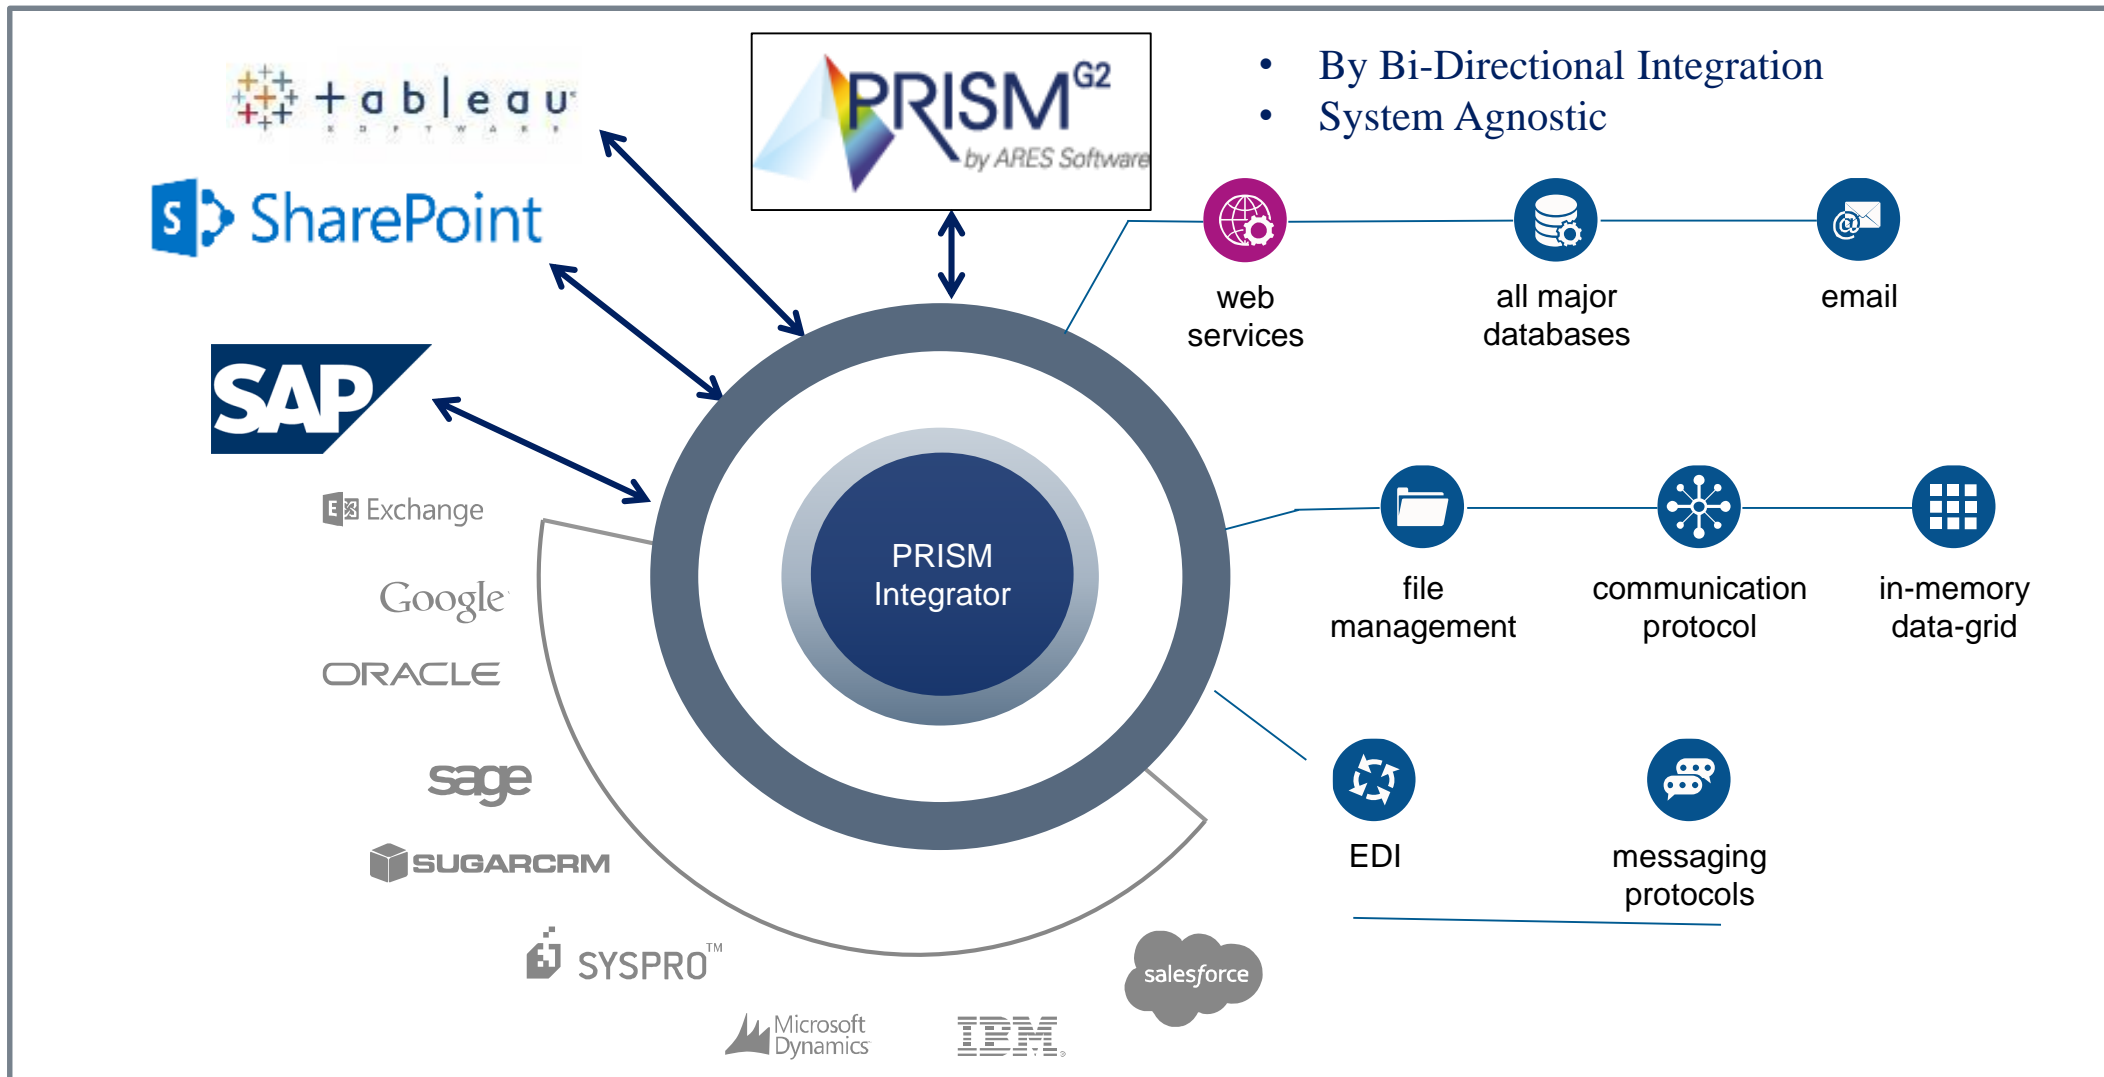 +ableau
SOFTWARE
PRISM G2
by ARES Software
• By Bi-Directional Integration
• System Agnostic
S SharePoint
web
services
all major
databases
@
email
SAP
E Exchange
Google
ORACLE
sage
SUGARCRM
SYSPRO™
Microsoft
Dynamics
IBM®
salesforce
PRISM
Integrator
file
management
communication
protocol
in-memory
data-grid
EDI
messaging
protocols